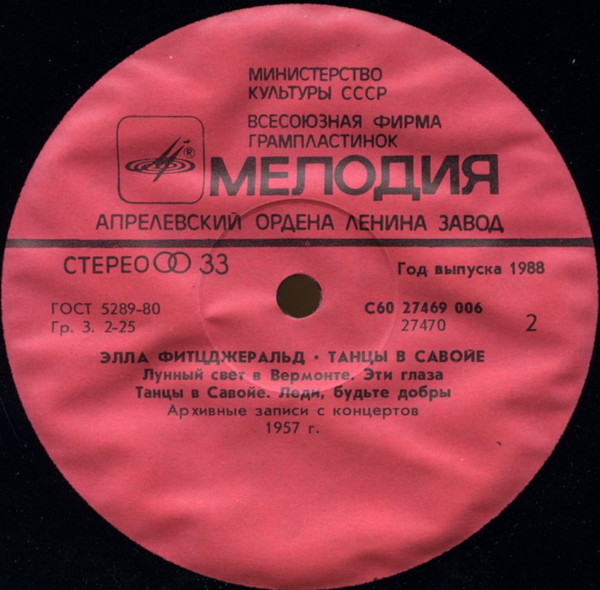 МИНИСТЕРСТВО
КУЛЬТУРЫ СССР
ВСЕСОЮЗНАЯ ФИРМА
ГРАМПЛАСТИНОК
® МЕЛОДИЯ
АПРЕЛЕВСКИЙ ОРДЕНА ЛЕНИНА ЗАВОД
СТЕРЕО 33 Год выпуска 1988
ГОСТ 5289-80 С60 27469 006
Гр. 3. 2-25 27470 2
ЭЛЛА ФИТЦДЖЕРАЛЬД · ТАНЦЫ В САВОЙЕ
Лунный свет в Вермонте. Эти глаза
Танцы в Савойе. Леди, будьте добры
Архивные записи с концертов
1957 г.